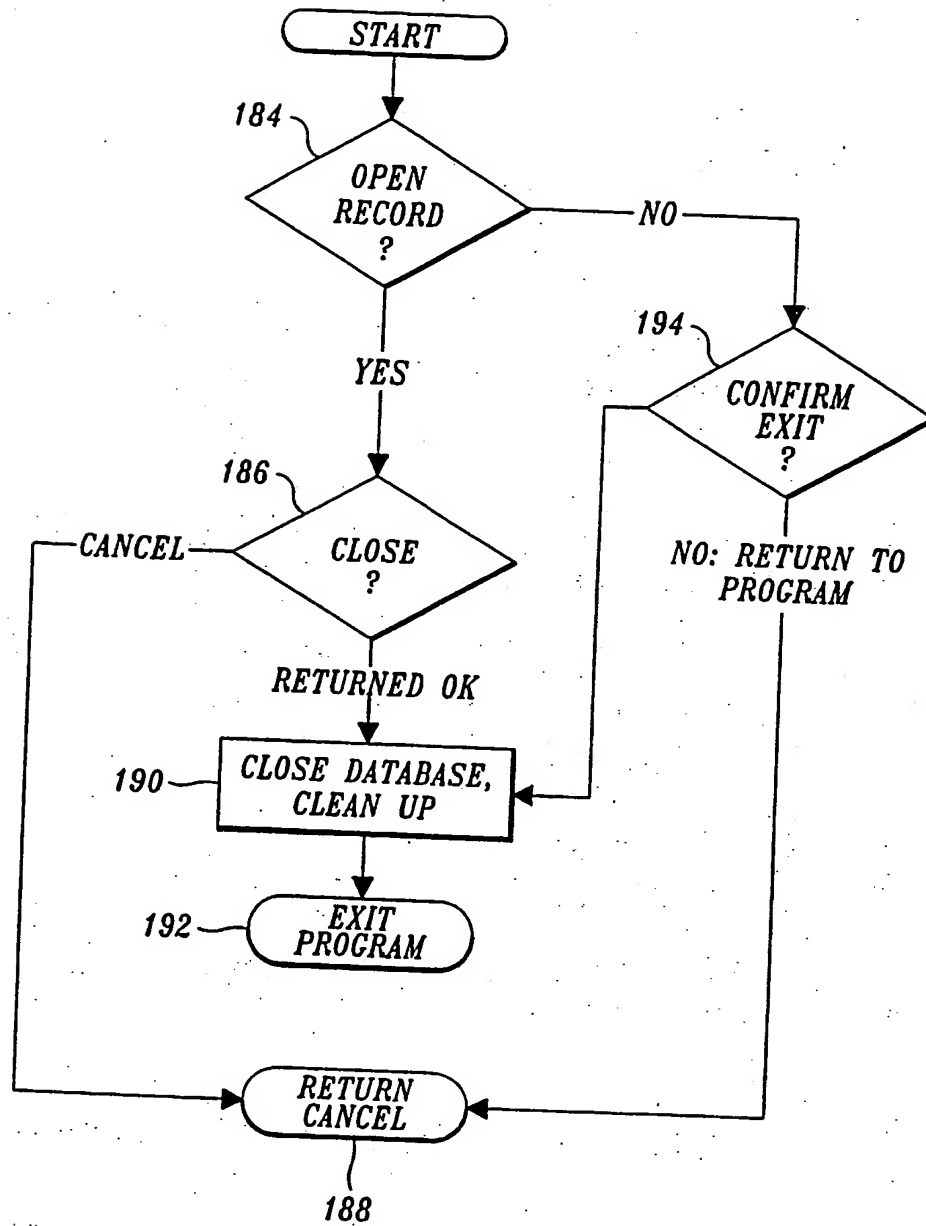 START
184
OPEN
RECORD
?
NO
YES
194
CONFIRM
EXIT
?
186
CANCEL
CLOSE
?
NO: RETURN TO
PROGRAM
RETURNED OK
190
CLOSE DATABASE,
CLEAN UP
192
EXIT
PROGRAM
RETURN
CANCEL
188